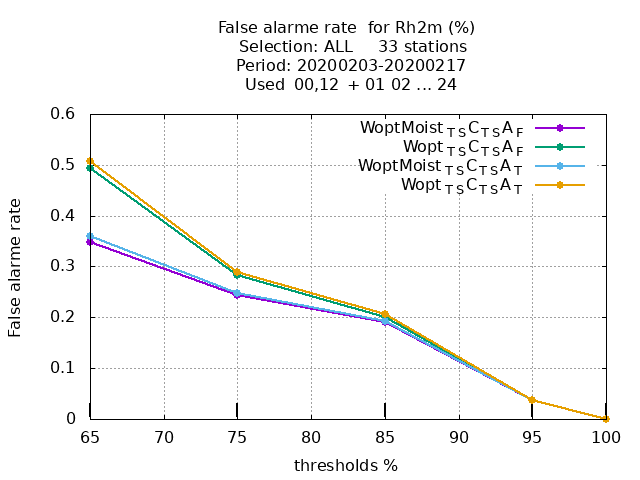 False alarme rate  for Rh2m (%)
Selection: ALL     33 stations
Period: 20200203-20200217
Used  00,12  + 01 02 ... 24
0.6
WoptMoist TS C TS A F
Wopt TS C TS A F
WoptMoist TS C TS A T
Wopt TS C TS A T
0.5
0.4
0.3
0.2
0.1
0
False alarme rate
65 70 75 80 85 90 95 100
thresholds %